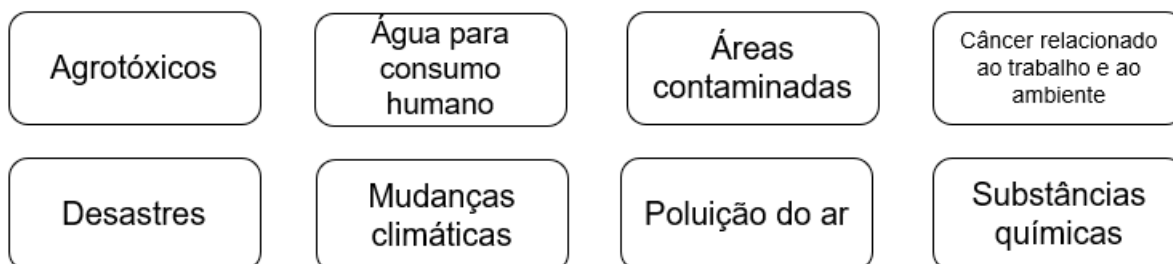 Agrotóxicos
Água para
consumo
humano
Áreas
contaminadas
Câncer relacionado
ao trabalho e ao
ambiente
Desastres
Mudanças
climáticas
Poluição do ar
Substâncias
químicas